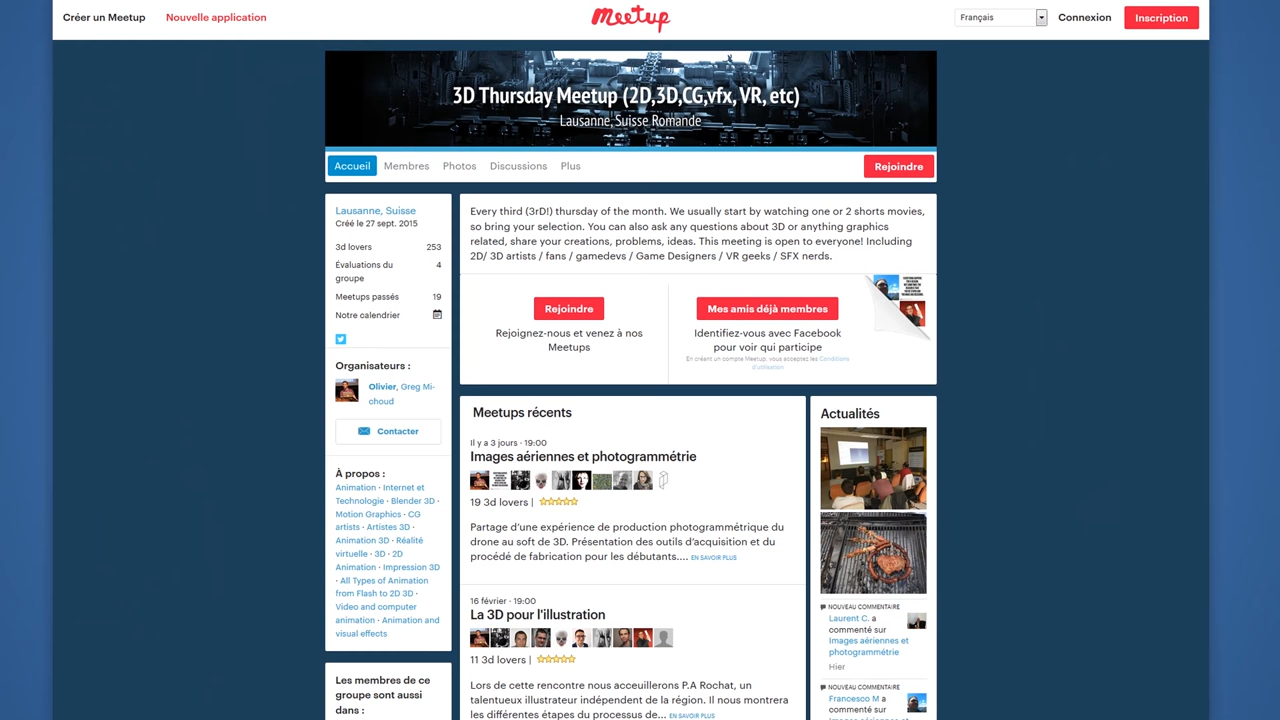 Créer un Meetup
Nouvelle application
Meetup
Français
Connexion
Inscription
3D Thursday Meetup (2D,3D,CG,vfx, VR, etc)
Lausanne, Suisse Romande
Accueil
Membres
Photos
Discussions
Plus
Rejoindre
Lausanne, Suisse
Créé le 27 sept. 2015
3d lovers 253
Évaluations du 4
groupe
Meetups passés 19
Notre calendrier
Organisateurs :
Olivier, Greg Mi-
choud
Contacter
À propos :
Animation · Internet et
Technologie · Blender 3D ·
Motion Graphics · CG
artists · Artistes 3D ·
Animation 3D · Réalité
virtuelle · 3D · 2D
Animation · Impression 3D
· All Types of Animation
from Flash to 2D 3D ·
Video and computer
animation · Animation and
visual effects
Les membres de ce
groupe sont aussi
dans :
Every third (3rD!) thursday of the month. We usually start by watching one or 2 shorts movies,
so bring your selection. You can also ask any questions about 3D or anything graphics
related, share your creations, problems, ideas. This meeting is open to everyone! Including
2D/ 3D artists / fans / gamedevs / Game Designers / VR geeks / SFX nerds.
Rejoindre
Rejoignez-nous et venez à nos
Meetups
Mes amis déjà membres
Identifiez-vous avec Facebook
pour voir qui participe
En créant un compte Meetup, vous acceptez les Conditions
d'utilisation
Meetups récents
Il y a 3 jours · 19:00
Images aériennes et photogrammétrie
19 3d lovers |
Partage d’une expérience de production photogrammétrique du
drone au soft de 3D. Présentation des outils d’acquisition et du
procédé de fabrication pour les débutants.... EN SAVOIR PLUS
16 février · 19:00
La 3D pour l'illustration
11 3d lovers |
Lors de cette rencontre nous acceuillerons P.A Rochat, un
talentueux illustrateur indépendent de la région. Il nous montrera
les différentes étapes du processus de... EN SAVOIR PLUS
Actualités
NOUVEAU COMMENTAIRE
Laurent C. a
commenté sur
Images aériennes et
photogrammétrie
Hier
NOUVEAU COMMENTAIRE
Francesco M a
commenté sur
Images aériennes et